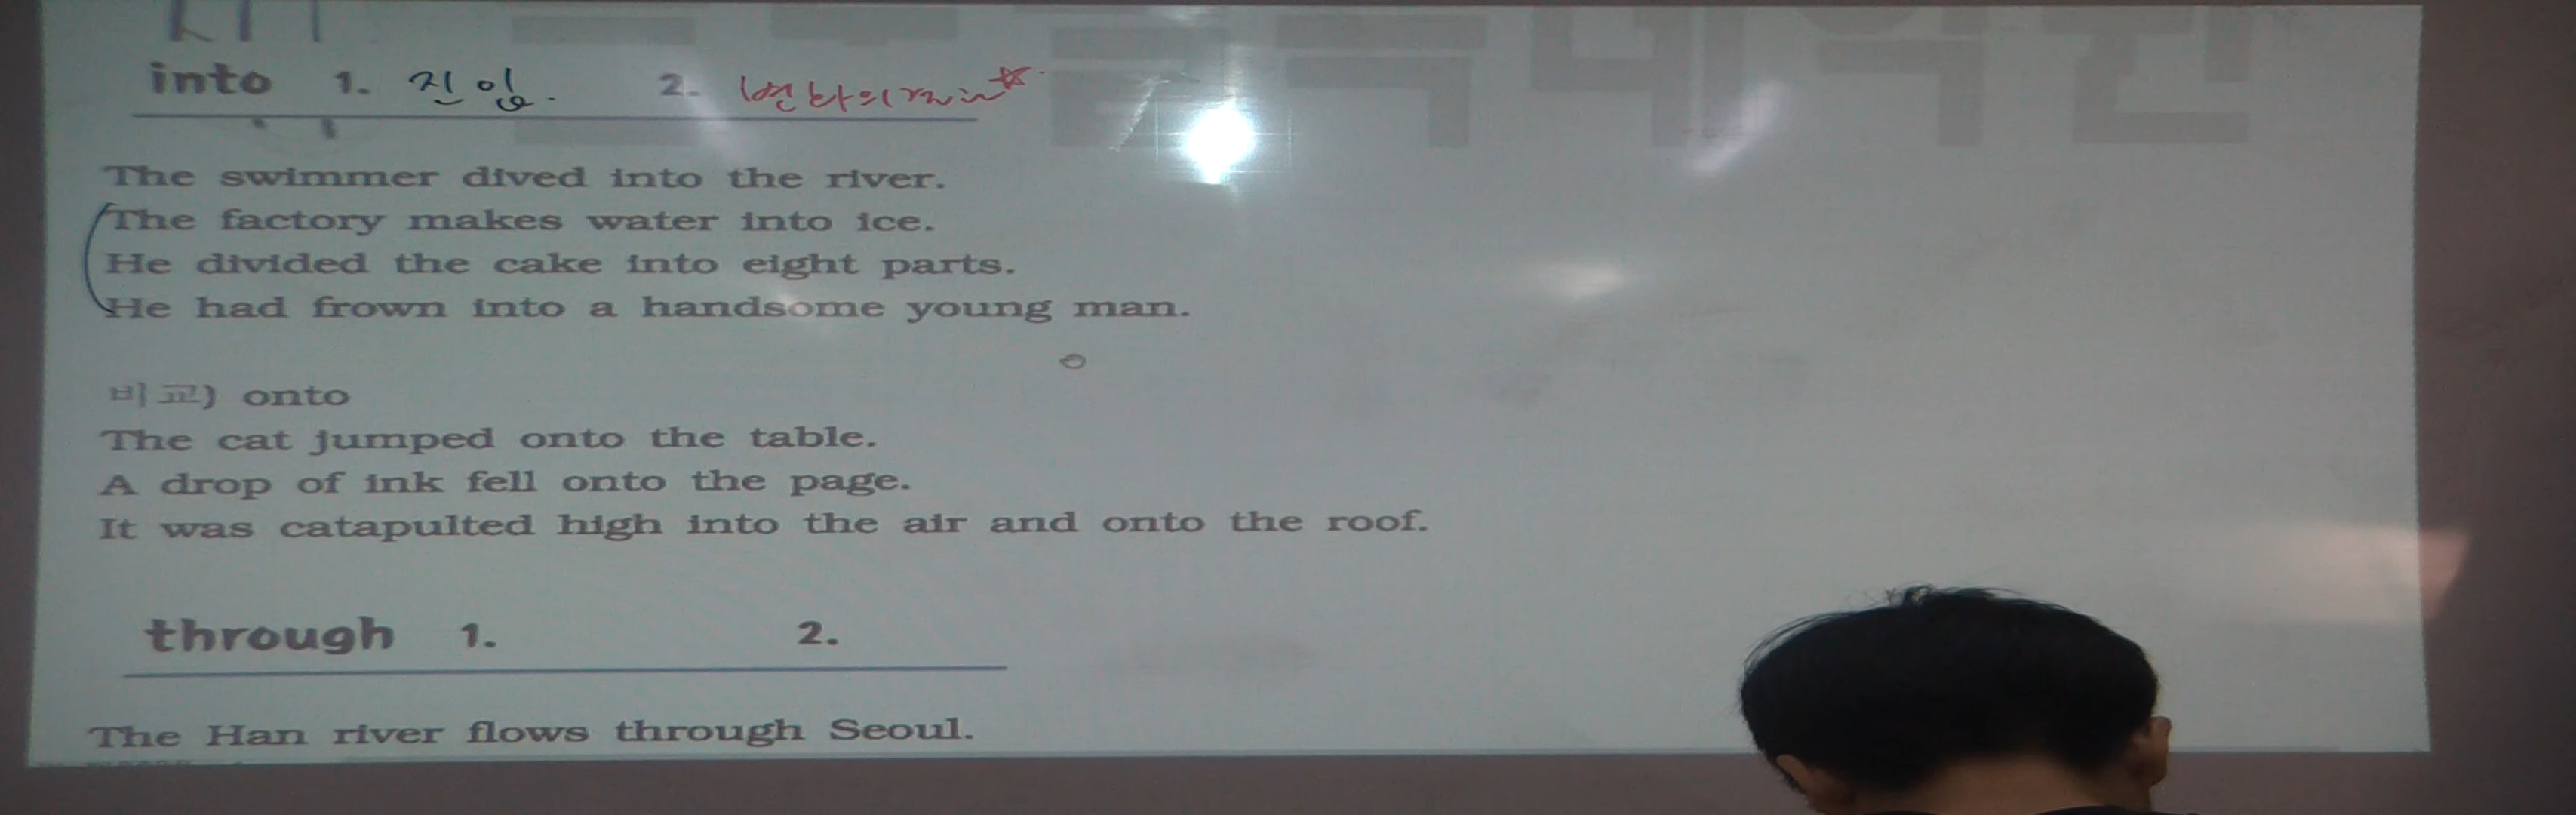 into 1. 진입. 2. 변화의 결과
The swimmer dived into the river.
The factory makes water into ice.
He divided the cake into eight parts.
He had frown into a handsome young man.
비교) onto
The cat jumped onto the table.
A drop of ink fell onto the page.
It was catapulted high into the air and onto the roof.
through 1. 2.
The Han river flows through Seoul.